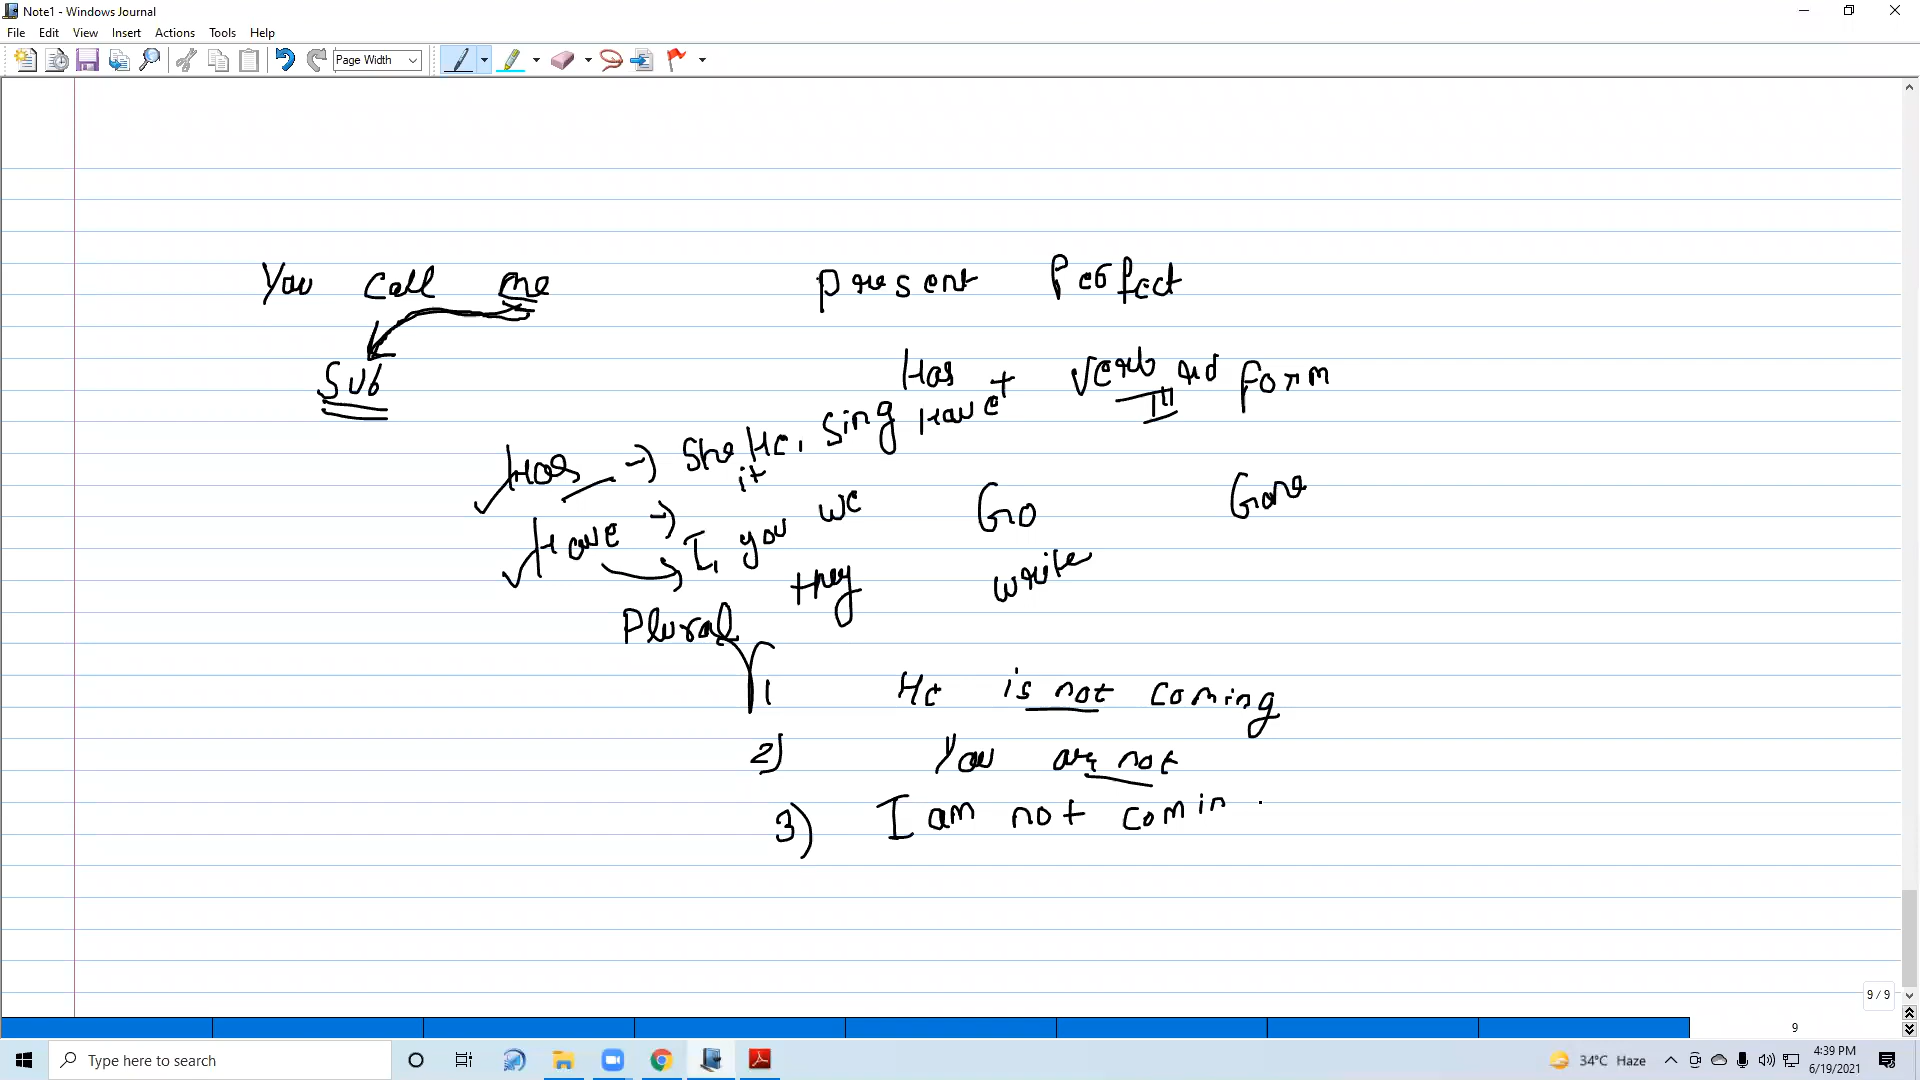 Note1 - Windows Journal
File Edit View Insert Actions Tools Help
Page Width
You call me
Present Perfect
Sub
Has + Verb rd Form
Have III
Has → She He, Sing
it
Have → I, you we
they
Go Gone
write
Plural
1 He is not coming
2) You are not
3) I am not comin
9 / 9
9
Type here to search
34°C Haze
4:39 PM
6/19/2021